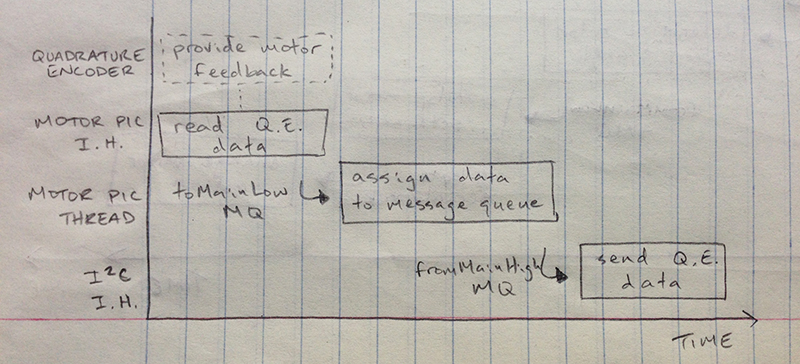 QUADRATURE
ENCODER
provide motor
feedback
MOTOR PIC
I.H.
read Q.E.
data
MOTOR PIC
THREAD
toMainLow
MQ
assign data
to message queue
I²C
I.H.
fromMainHigh
MQ
send Q.E.
data
TIME